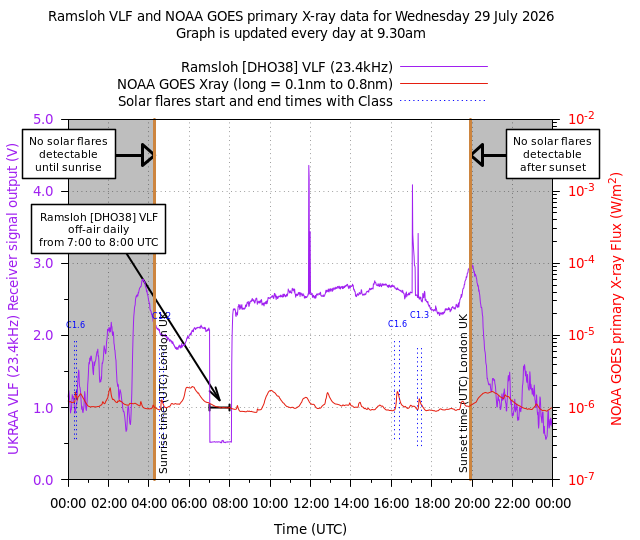 Ramsloh VLF and NOAA GOES primary X-ray data for Wednesday 29 July 2026
Graph is updated every day at 9.30am
Ramsloh [DHO38] VLF (23.4kHz)
NOAA GOES Xray (long = 0.1nm to 0.8nm)
Solar flares start and end times with Class
5.0
4.0
3.0
2.0
1.0
0.0
UKRAA VLF (23.4kHz) Receiver signal output (V)
No solar flares
detectable
until sunrise
No solar flares
detectable
after sunset
Ramsloh [DHO38] VLF
off-air daily
from 7:00 to 8:00 UTC
C1.6
C1.2
C1.6
C1.3
Sunrise time (UTC) London UK
Sunset time (UTC) London UK
10-2
10-3
10-4
10-5
10-6
10-7
NOAA GOES primary X-ray Flux (W/m2)
00:00 02:00 04:00 06:00 08:00 10:00 12:00 14:00 16:00 18:00 20:00 22:00 00:00
Time (UTC)